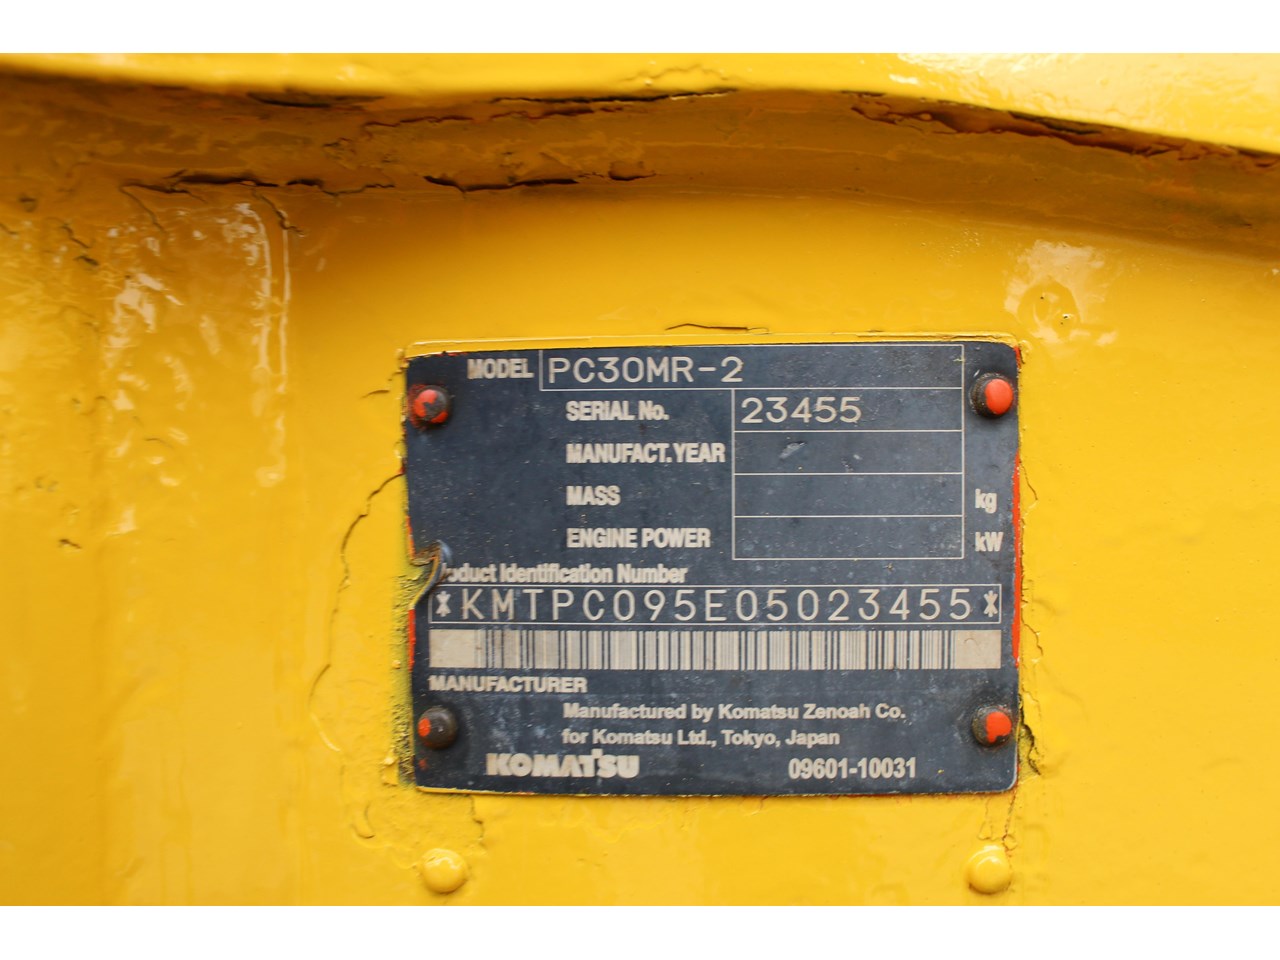 MODEL PC30MR-2
SERIAL No. 23455
MANUFACT. YEAR
MASS kg
ENGINE POWER kW
Product Identification Number
*KMTPC095E05023455*
MANUFACTURER
Manufactured by Komatsu Zenoah Co.
for Komatsu Ltd., Tokyo, Japan
KOMATSU 09601-10031